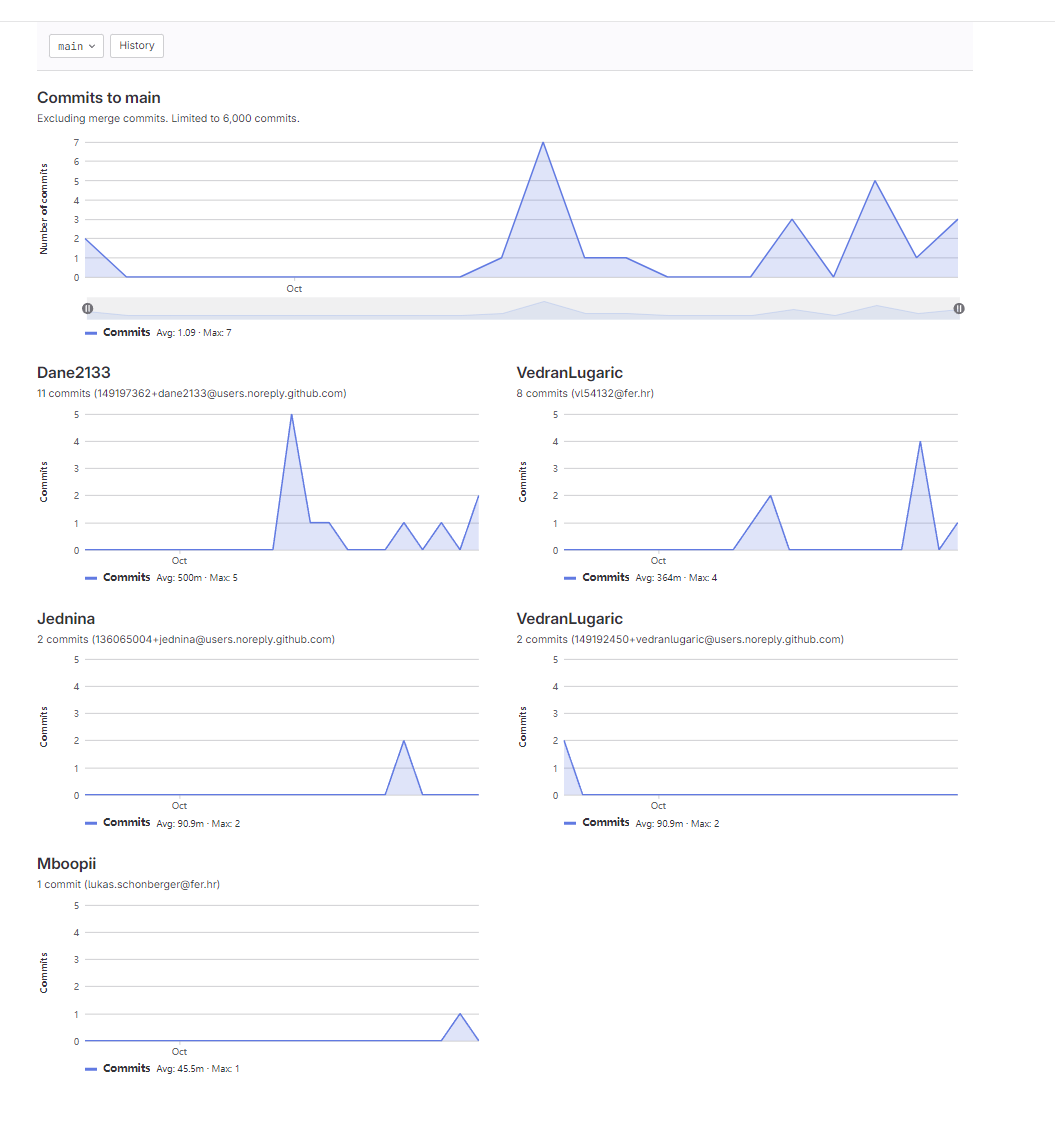 main
History
Commits to main
Excluding merge commits. Limited to 6,000 commits.
Number of commits
7
6
5
4
3
2
1
0
Oct
Commits Avg: 1.09 · Max: 7
Dane2133
11 commits (149197362+dane2133@users.noreply.github.com)
Commits
5
4
3
2
1
0
Oct
Commits Avg: 500m · Max: 5
VedranLugaric
8 commits (vl54132@fer.hr)
Commits
5
4
3
2
1
0
Oct
Commits Avg: 364m · Max: 4
Jednina
2 commits (136065004+jednina@users.noreply.github.com)
Commits
5
4
3
2
1
0
Oct
Commits Avg: 90.9m · Max: 2
VedranLugaric
2 commits (149192450+vedranlugaric@users.noreply.github.com)
Commits
5
4
3
2
1
0
Oct
Commits Avg: 90.9m · Max: 2
Mboopii
1 commit (lukas.schonberger@fer.hr)
Commits
5
4
3
2
1
0
Oct
Commits Avg: 45.5m · Max: 1